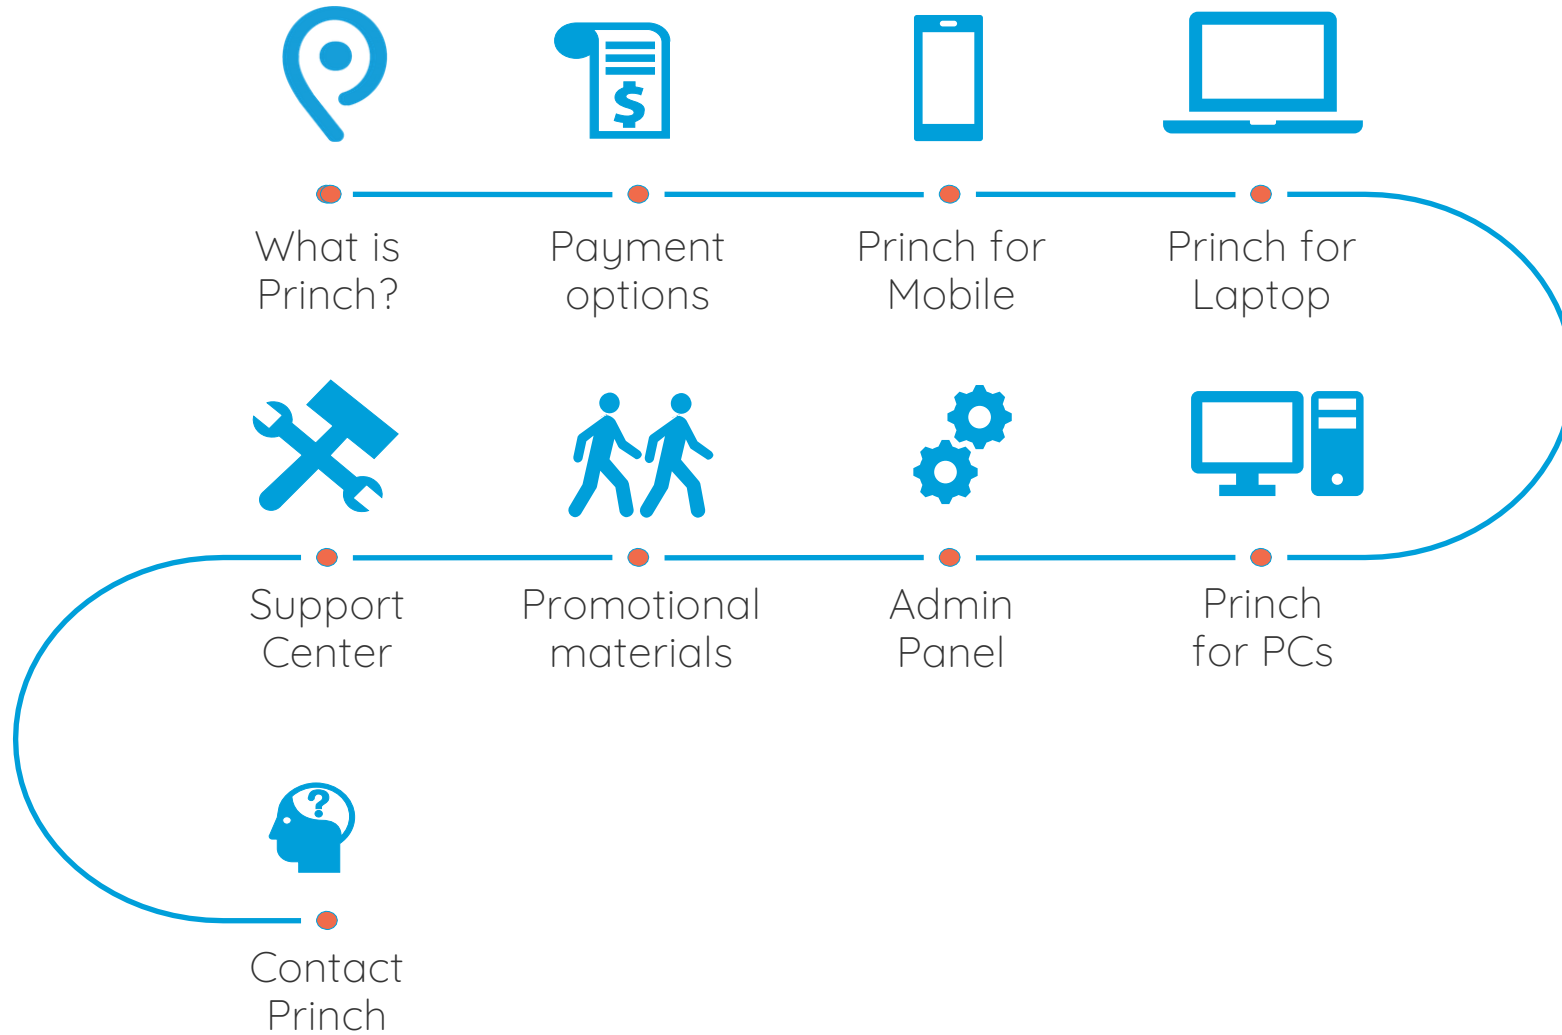 What is
Princh?
Payment
options
Princh for
Mobile
Princh for
Laptop
Princh
for PCs
Admin
Panel
Promotional
materials
Support
Center
Contact
Princh